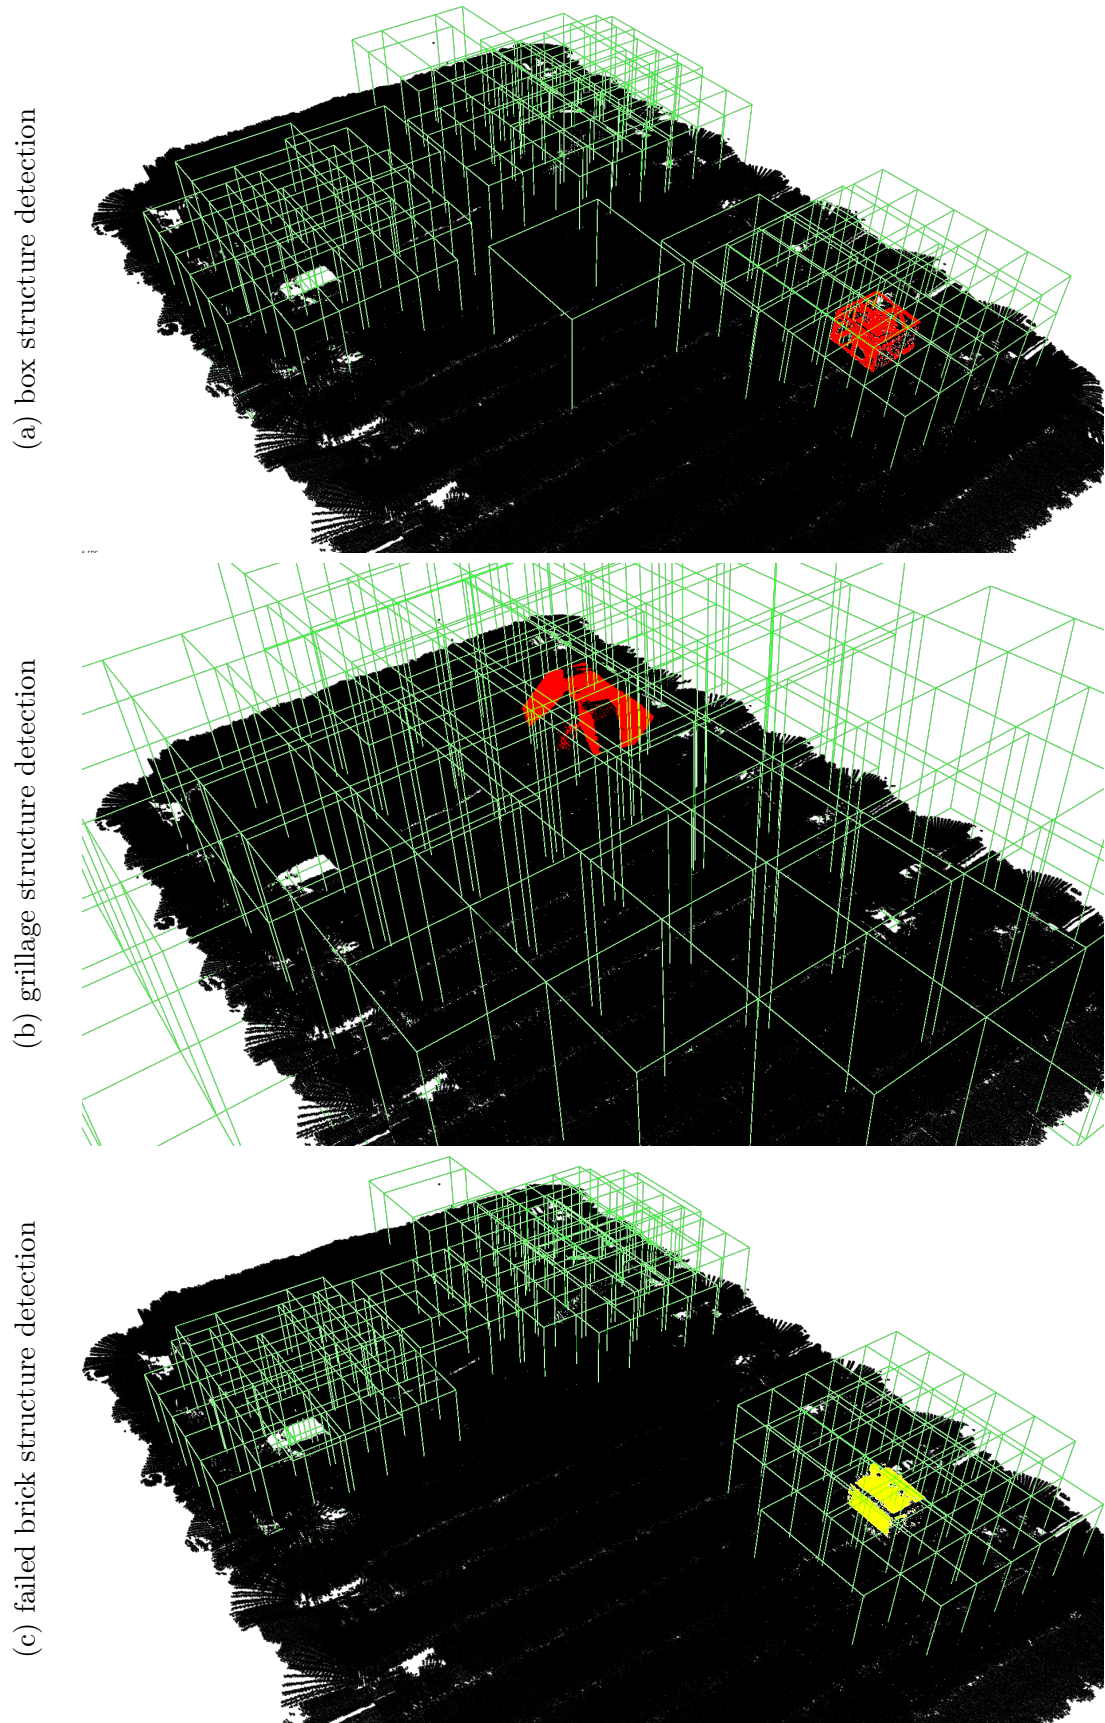 (a) box structure detection
(b) grillage structure detection
(c) failed brick structure detection